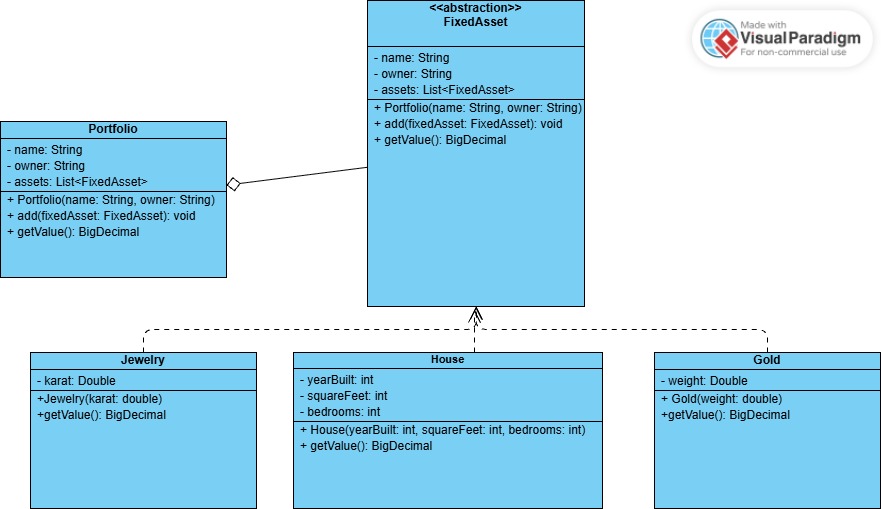 <<abstraction>>
FixedAsset
- name: String
- owner: String
- assets: List<FixedAsset>
+ Portfolio(name: String, owner: String)
+ add(fixedAsset: FixedAsset): void
+ getValue(): BigDecimal
Made with
VisualParadigm
For non-commercial use
Portfolio
- name: String
- owner: String
- assets: List<FixedAsset>
+ Portfolio(name: String, owner: String)
+ add(fixedAsset: FixedAsset): void
+ getValue(): BigDecimal
Jewelry
- karat: Double
+Jewelry(karat: double)
+getValue(): BigDecimal
House
- yearBuilt: int
- squareFeet: int
- bedrooms: int
+ House(yearBuilt: int, squareFeet: int, bedrooms: int)
+ getValue(): BigDecimal
Gold
- weight: Double
+ Gold(weight: double)
+getValue(): BigDecimal